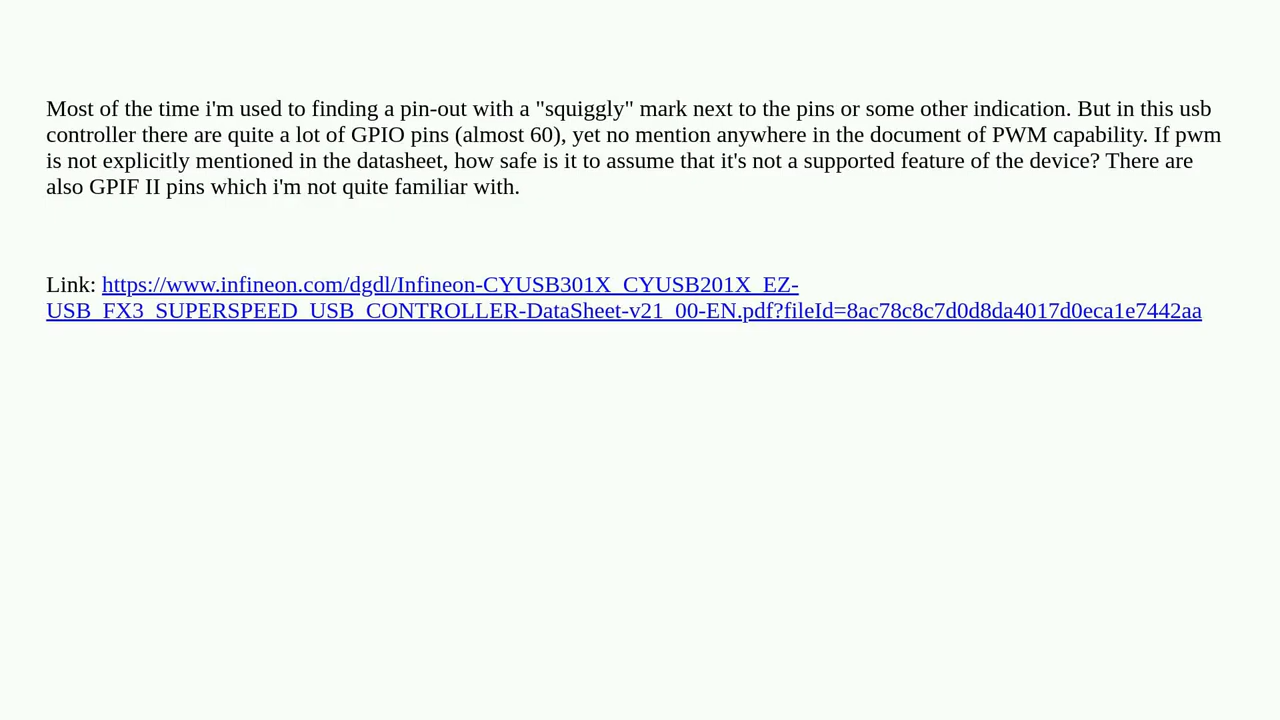 Most of the time i'm used to finding a pin-out with a "squiggly" mark next to the pins or some other indication. But in this usb
controller there are quite a lot of GPIO pins (almost 60), yet no mention anywhere in the document of PWM capability. If pwm
is not explicitly mentioned in the datasheet, how safe is it to assume that it's not a supported feature of the device? There are
also GPIF II pins which i'm not quite familiar with.
Link: https://www.infineon.com/dgdl/Infineon-CYUSB301X_CYUSB201X_EZ-
USB_FX3_SUPERSPEED_USB_CONTROLLER-DataSheet-v21_00-EN.pdf?fileId=8ac78c8c7d0d8da4017d0eca1e7442aa